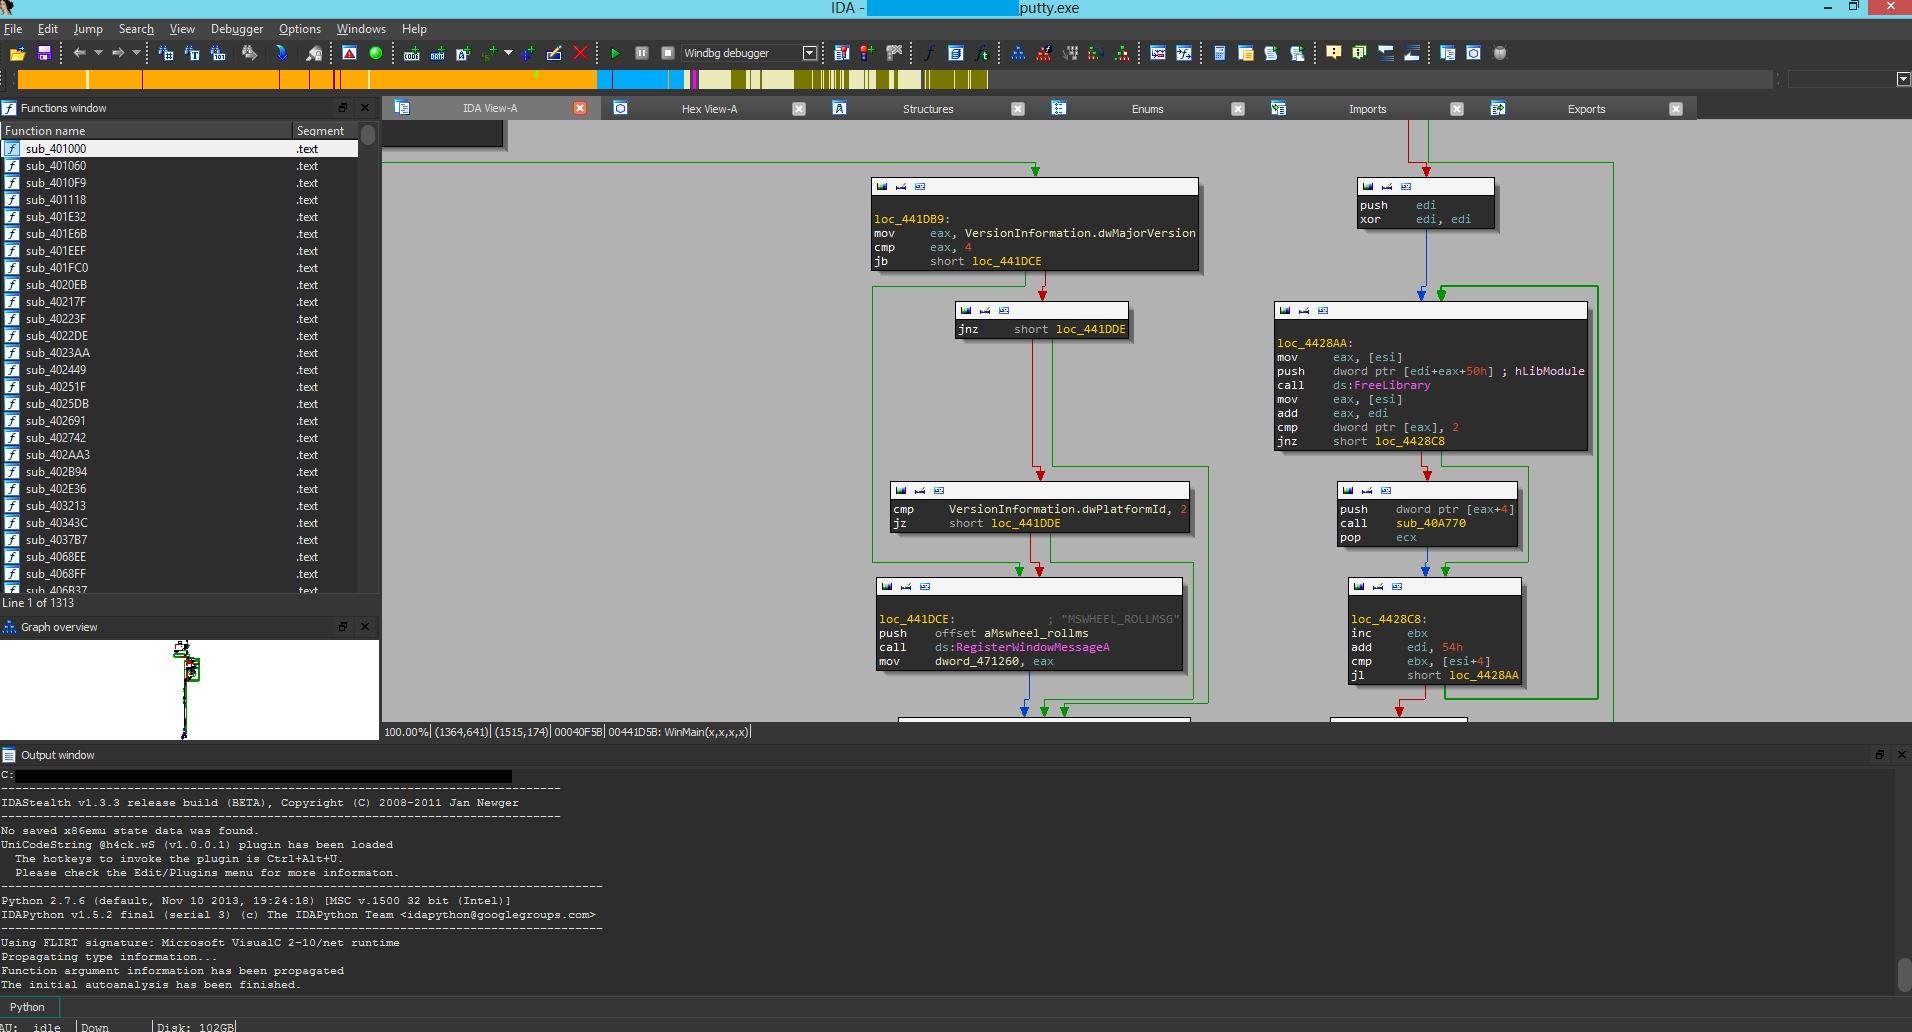 IDA - putty.exe
File Edit Jump Search View Debugger Options Windows Help
Windbg debugger
Functions window
IDA View-A Hex View-A Structures Enums Imports Exports
Function name Segment
sub_401000 .text
sub_401060 .text
sub_4010F9 .text
sub_401118 .text
sub_401E32 .text
sub_401E6B .text
sub_401EEF .text
sub_401FC0 .text
sub_4020EB .text
sub_40217F .text
sub_40223F .text
sub_4022DE .text
sub_4023AA .text
sub_402449 .text
sub_40251F .text
sub_4025DB .text
sub_402691 .text
sub_402742 .text
sub_402AA3 .text
sub_402B94 .text
sub_402E36 .text
sub_403213 .text
sub_40343C .text
sub_4037B7 .text
sub_4068EE .text
sub_4068FF .text
sub_406B37 .text
Line 1 of 1313
Graph overview
loc_441DB9:
mov eax, VersionInformation.dwMajorVersion
cmp eax, 4
jb short loc_441DCE
jnz short loc_441DDE
cmp VersionInformation.dwPlatformId, 2
jz short loc_441DDE
loc_441DCE: ; "MSWHEEL_ROLLMSG"
push offset aMswheel_rollms
call ds:RegisterWindowMessageA
mov dword_471260, eax
push edi
xor edi, edi
loc_4428AA:
mov eax, [esi]
push dword ptr [edi+eax+50h] ; hLibModule
call ds:FreeLibrary
mov eax, [esi]
add eax, edi
cmp dword ptr [eax], 2
jnz short loc_4428C8
push dword ptr [eax+4]
call sub_40A770
pop ecx
loc_4428C8:
inc ebx
add edi, 54h
cmp ebx, [esi+4]
jl short loc_4428AA
100.00% (1364,641) (1515,174) 00040F5B 00441D5B: WinMain(x,x,x,x)
Output window
C:
------------------------------------------------------------------------------
IDAStealth v1.3.3 release build (BETA), Copyright (C) 2008-2011 Jan Newger
------------------------------------------------------------------------------
No saved x86emu state data was found.
UniCodeString @h4ck.wS (v1.0.0.1) plugin has been loaded
The hotkeys to invoke the plugin is Ctrl+Alt+U.
Please check the Edit/Plugins menu for more informaton.
------------------------------------------------------------------------------
Python 2.7.6 (default, Nov 10 2013, 19:24:18) [MSC v.1500 32 bit (Intel)]
IDAPython v1.5.2 final (serial 3) (c) The IDAPython Team <idapython@googlegroups.com>
------------------------------------------------------------------------------
Using FLIRT signature: Microsoft VisualC 2-10/net runtime
Propagating type information...
Function argument information has been propagated
The initial autoanalysis has been finished.
Python
AU: idle Down Disk: 102GB